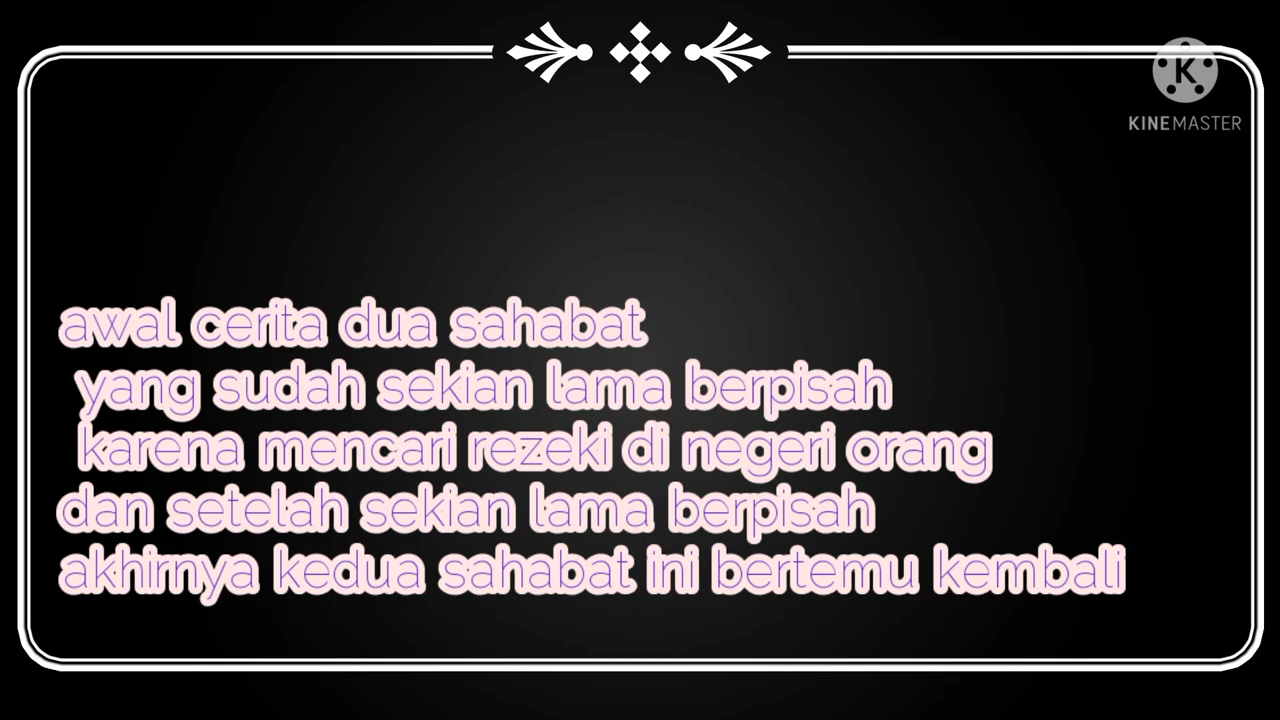 K
KINEMASTER
awal cerita dua sahabat
yang sudah sekian lama berpisah
karena mencari rezeki di negeri orang
dan setelah sekian lama berpisah
akhirnya kedua sahabat ini bertemu kembali